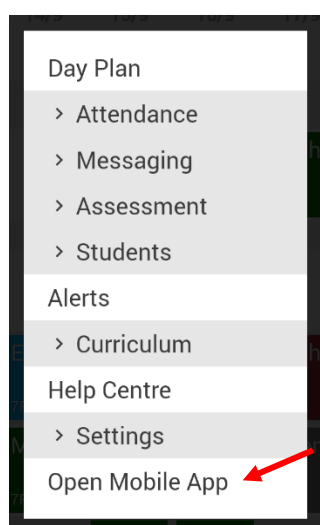 Day Plan
> Attendance
> Messaging
> Assessment
> Students
Alerts
> Curriculum
Help Centre
> Settings
Open Mobile App